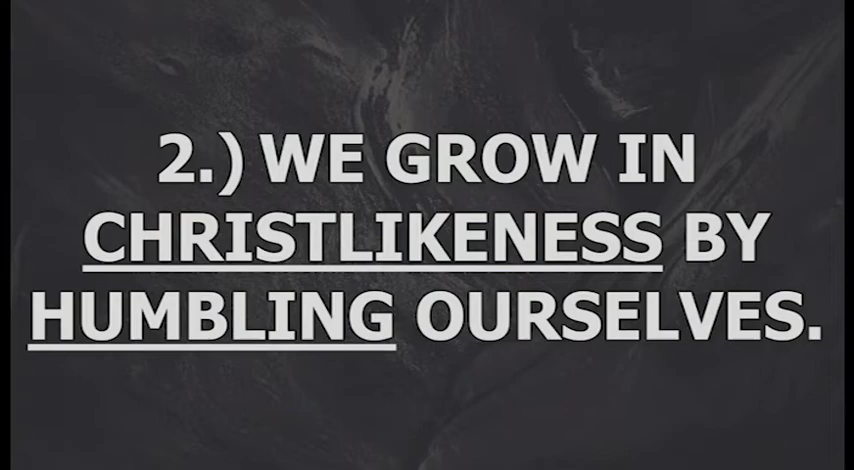 2.) WE GROW IN
CHRISTLIKENESS BY
HUMBLING OURSELVES.